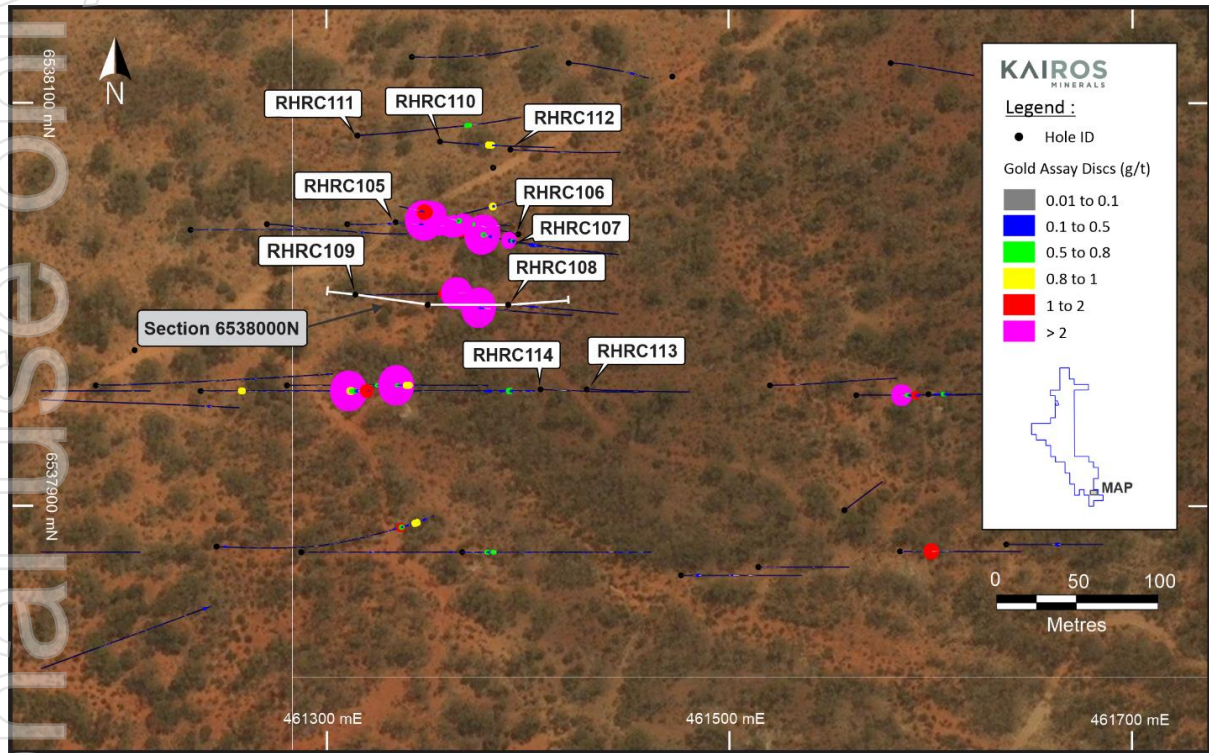 6538100 mN
N
RHRC111
RHRC110
RHRC112
RHRC105
RHRC106
RHRC107
RHRC109
RHRC108
Section 6538000N
RHRC114
RHRC113
6537900 mN
461300 mE
461500 mE
461700 mE
KAIROS
MINERALS
Legend :
Hole ID
Gold Assay Discs (g/t)
0.01 to 0.1
0.1 to 0.5
0.5 to 0.8
0.8 to 1
1 to 2
> 2
MAP
0 50 100
Metres
nal use on